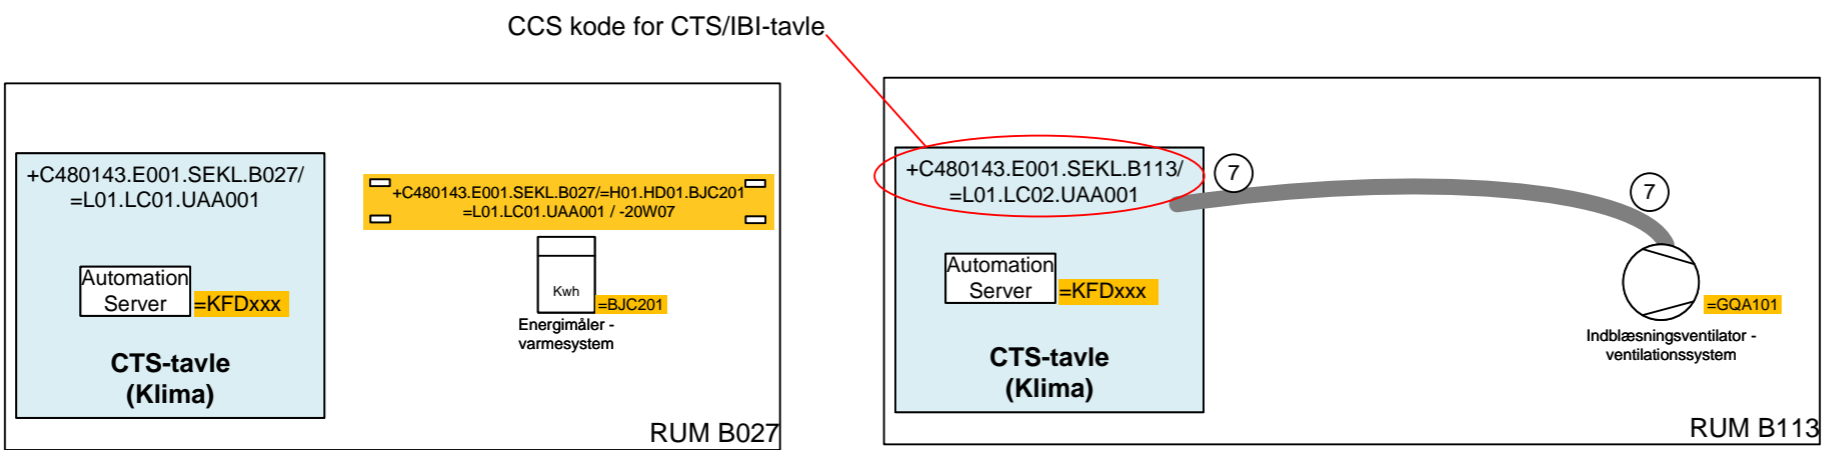 CCS kode for CTS/IBI-tavle
+C480143.E001.SEKL.B027/
=L01.LC01.UAA001
Automation
Server
=KFDxxx
CTS-tavle
(Klima)
+C480143.E001.SEKL.B027/=H01.HD01.BJC201
=L01.LC01.UAA001 / -20W07
Kwh
=BJC201
Energimåler -
varmesystem
RUM B027
+C480143.E001.SEKL.B113/
=L01.LC02.UAA001
7
7
Automation
Server
=KFDxxx
CTS-tavle
(Klima)
=GQA101
Indblæsningsventilator -
ventilationssystem
RUM B113